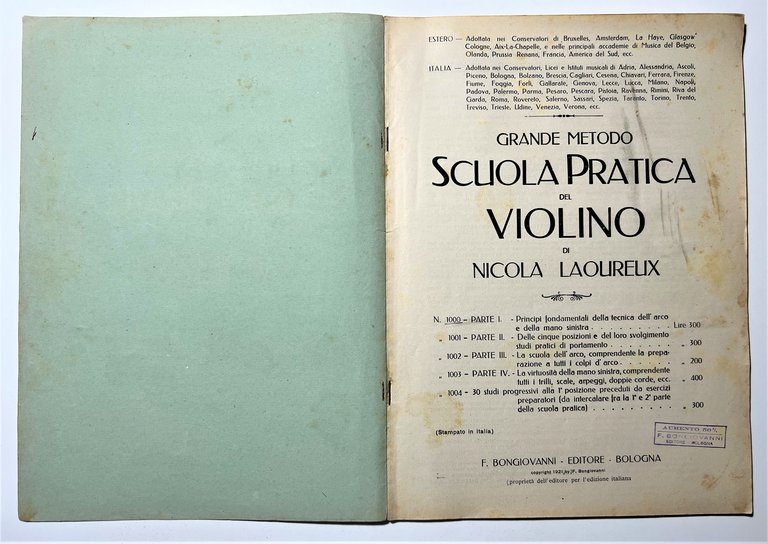 ESTERO — Adottata nei Conservatori di Bruxelles, Amsterdam, La Haye, Glasgow
Cologne, Aix-La-Chapelle, e nelle principali accademie di Musica del Belgio,
Olanda, Prussia Renana, Francia, America del Sud, ecc.
ITALIA — Adottata nei Conservatori, Licei e Istituti musicali di Adria, Alessandria, Ascoli,
Piceno, Bologna, Bolzano, Brescia, Cagliari, Cesena, Chiavari, Ferrara, Firenze,
Fiume, Foggia, Forlì, Gallarate, Genova, Lecce, Lucca, Milano, Napoli,
Padova, Palermo, Parma, Pesaro, Pescara, Pistoia, Ravenna, Rimini, Riva del
Garda, Roma, Rovereto, Salerno, Sassari, Spezia, Taranto, Torino, Trento,
Treviso, Trieste, Udine, Venezia, Verona, ecc.
GRANDE METODO
SCUOLA PRATICA
DEL
VIOLINO
DI
NICOLA LAOUREUX
N. 1000 - PARTE I. - Principi fondamentali della tecnica dell'arco
e della mano sinistra . . . . . . . . . . Lire 300
„ 1001 - PARTE II. - Delle cinque posizioni e del loro svolgimento
studi pratici di portamento . . . . . . . . . „ 300
„ 1002 - PARTE III. - La scuola dell'arco, comprendente la prepa-
razione a tutti i colpi d'arco . . . . . . . . „ 200
„ 1003 - PARTE IV. - La virtuosità della mano sinistra, comprendente
tutti i trilli, scale, arpeggi, doppie corde, ecc. „ 400
„ 1004 - 30 studi progressivi alla 1ª posizione preceduti da esercizi
preparatori (da intercalare fra la 1ª e 2ª parte
della scuola pratica) . . . . . . . . . . „ 300
(Stampato in Italia)
AUMENTO 50%
F. BONGIOVANNI
EDITORE - BOLOGNA
F. BONGIOVANNI - EDITORE - BOLOGNA
copyright 1921, by F. Bongiovanni
(proprietà dell'editore per l'edizione italiana